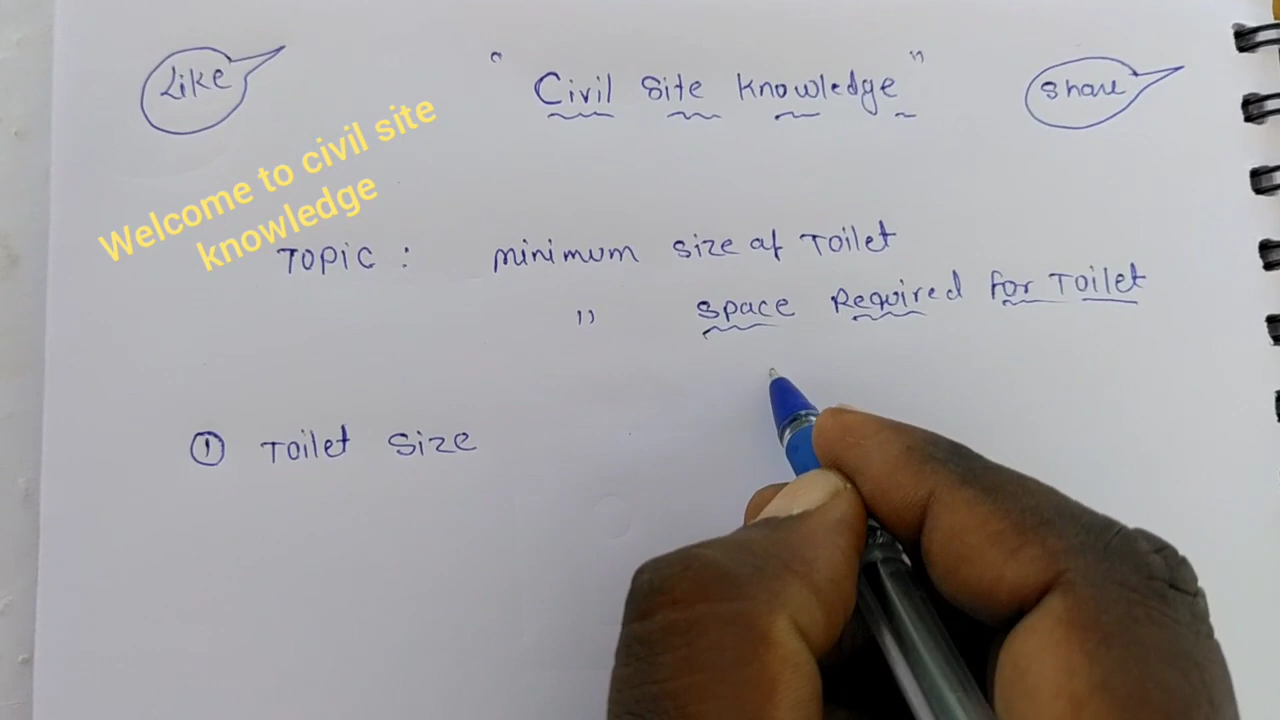 Like
" Civil Site Knowledge "
Share
Welcome to civil site
knowledge
TOPIC : minimum size of Toilet
" Space Required for Toilet
① Toilet Size